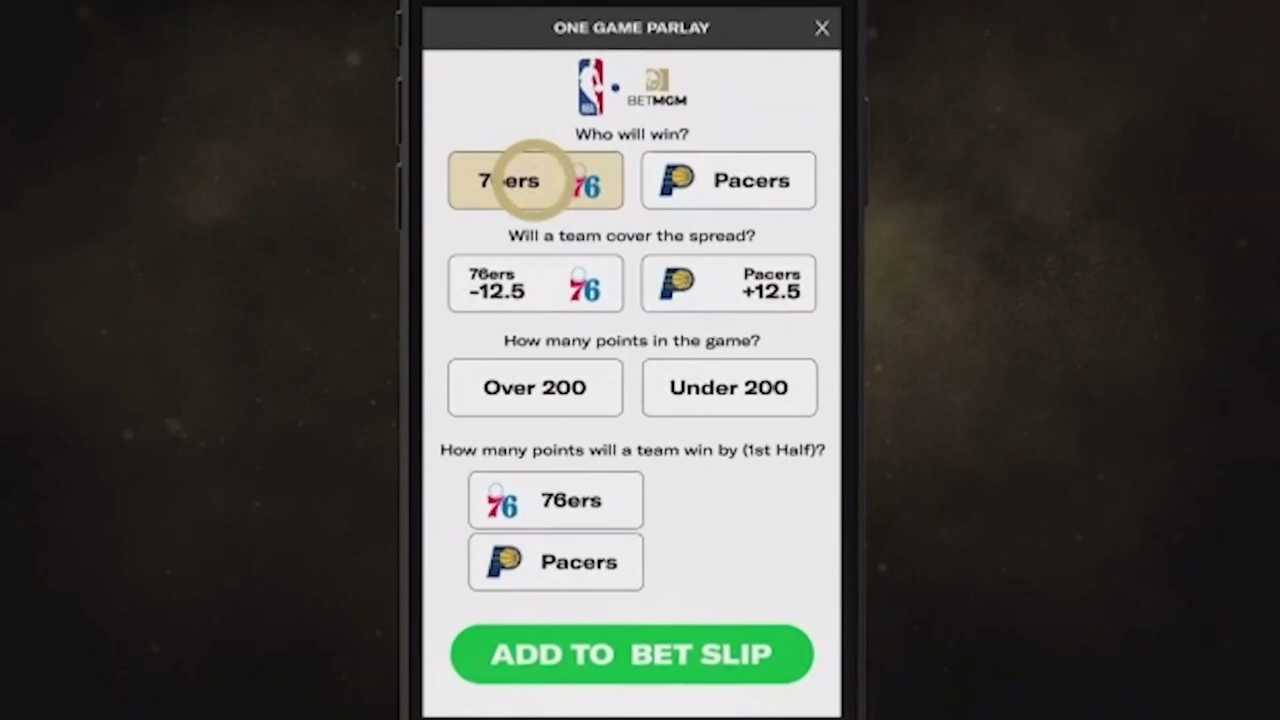 ONE GAME PARLAY X
BETMGM
Who will win?
ers 76 Pacers
Will a team cover the spread?
76ers
-12.5 76 Pacers
+12.5
How many points in the game?
Over 200 Under 200
How many points will a team win by (1st Half)?
76 76ers
Pacers
ADD TO BET SLIP